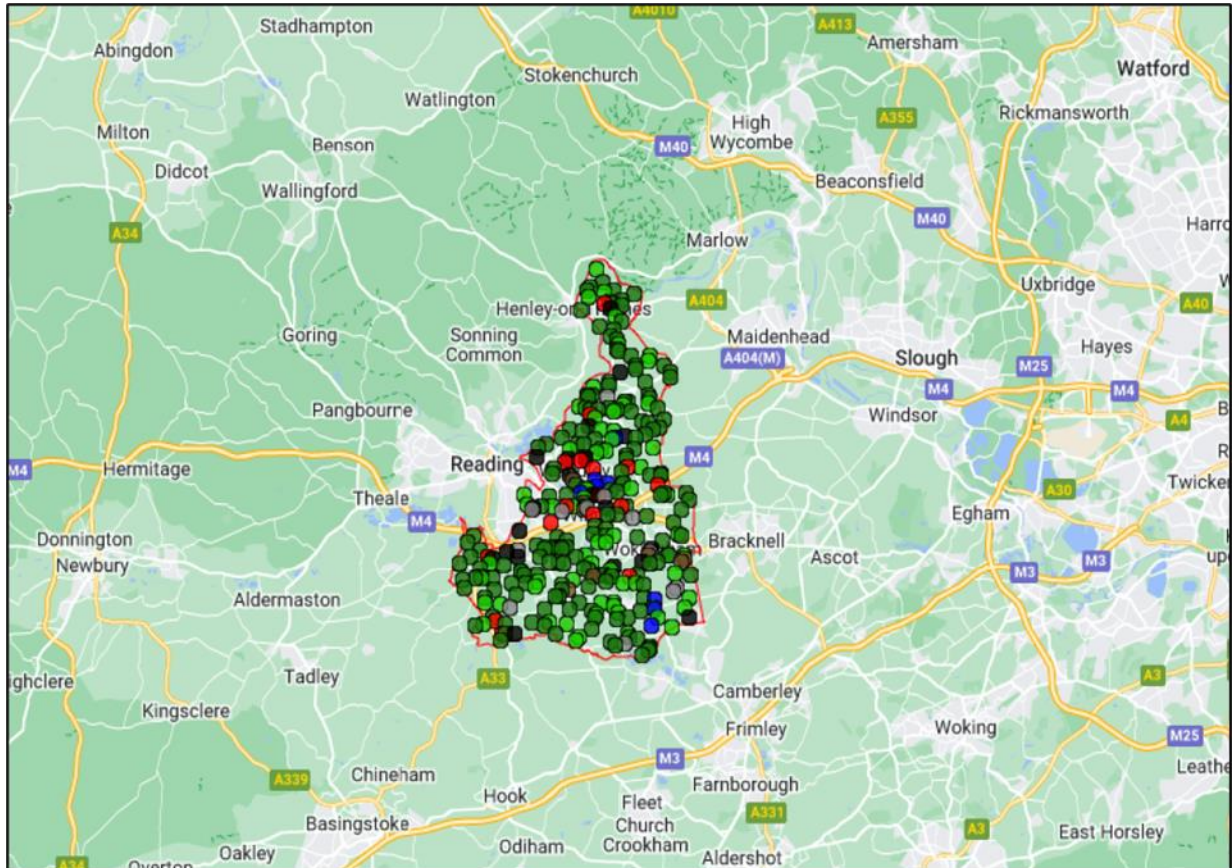 Stadhampton
A4010
A413
Abingdon
Amersham
Stokenchurch
Watford
Watlington
Rickmansworth
A355
Milton
High
Wycombe
Benson
M40
Didcot
Beaconsfield
Wallingford
M40
A34
Marlow
Harro
Uxbridge
A404
A40
Henley-on-Thames
Goring
Sonning
Common
Maidenhead
Hayes
A404(M)
Slough
M25
M4
M4
Pangbourne
Windsor
A4
Reading
M4
M4
Hermitage
Theale
A30
Twicker
M4
Egham
Donnington
Newbury
Bracknell
Ascot
M3
M3
Aldermaston
Tadley
A33
Camberley
A3
Kingsclere
Frimley
Woking
M25
M3
Chineham
A339
Farnborough
Leathe
Hook
Fleet
Church
Crookham
A331
Basingstoke
A3
East Horsley
Odiham
Oakley
Aldershot
A34
Overton